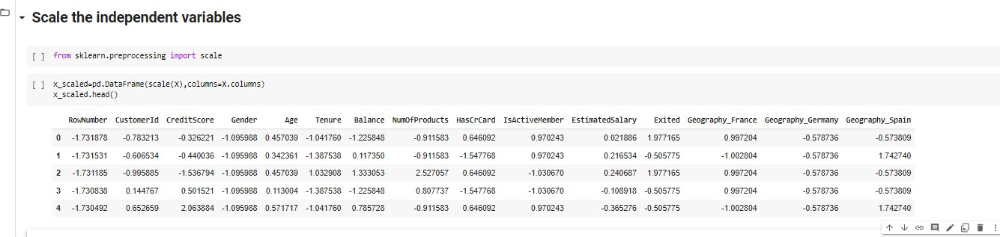 Scale the independent variables
[ ] from sklearn.preprocessing import scale
[ ] x_scaled=pd.DataFrame(scale(X),columns=X.columns)
x_scaled.head()
RowNumber CustomerId CreditScore Gender Age Tenure Balance NumOfProducts HasCrCard IsActiveMember EstimatedSalary Exited Geography_France Geography_Germany Geography_Spain
0 -1.731878 -0.783213 -0.326221 -1.095988 0.457039 -1.041760 -1.225848 -0.911583 0.646092 0.970243 0.021886 1.977165 0.997204 -0.578736 -0.573809
1 -1.731531 -0.606534 -0.440036 -1.095988 0.342361 -1.387538 0.117350 -0.911583 -1.547768 0.970243 0.216534 -0.505775 -1.002804 -0.578736 1.742740
2 -1.731185 -0.995885 -1.536794 -1.095988 0.457039 1.032908 1.333053 2.527057 0.646092 -1.030670 0.240687 1.977165 0.997204 -0.578736 -0.573809
3 -1.730838 0.144767 0.501521 -1.095988 0.113004 -1.387538 -1.225848 0.807737 -1.547768 -1.030670 -0.108918 -0.505775 0.997204 -0.578736 -0.573809
4 -1.730492 0.652659 2.063884 -1.095988 0.571717 -1.041760 0.785728 -0.911583 0.646092 0.970243 -0.365276 -0.505775 -1.002804 -0.578736 1.742740